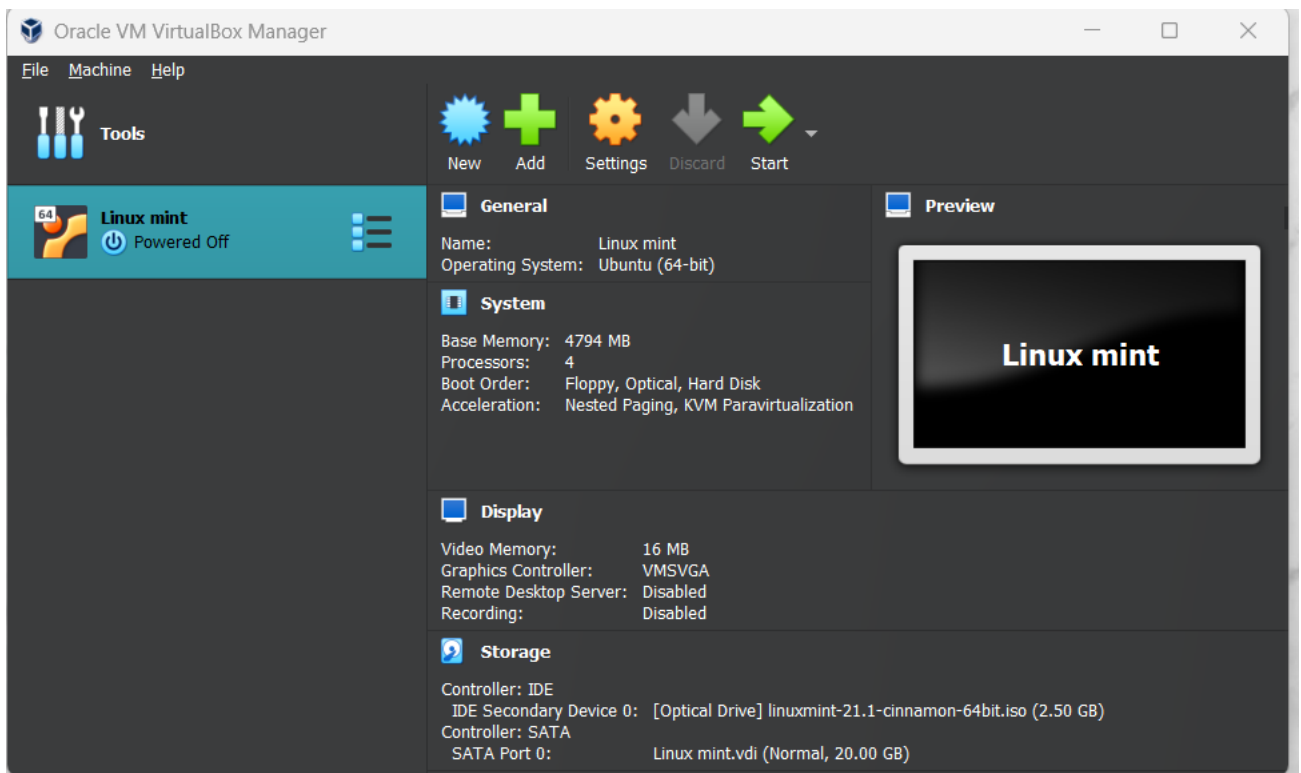 Oracle VM VirtualBox Manager
File Machine Help
Tools
New Add Settings Discard Start
64
Linux mint
Powered Off
General
Name: Linux mint
Operating System: Ubuntu (64-bit)
System
Base Memory: 4794 MB
Processors: 4
Boot Order: Floppy, Optical, Hard Disk
Acceleration: Nested Paging, KVM Paravirtualization
Preview
Linux mint
Display
Video Memory: 16 MB
Graphics Controller: VMSVGA
Remote Desktop Server: Disabled
Recording: Disabled
Storage
Controller: IDE
IDE Secondary Device 0: [Optical Drive] linuxmint-21.1-cinnamon-64bit.iso (2.50 GB)
Controller: SATA
SATA Port 0: Linux mint.vdi (Normal, 20.00 GB)